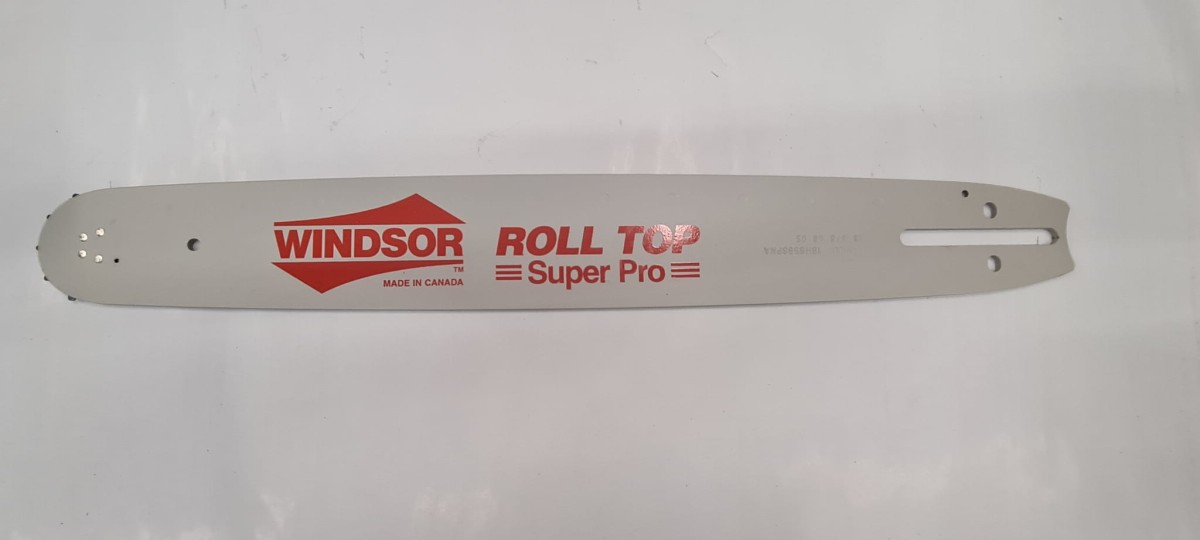 WINDSOR
TM
MADE IN CANADA
ROLL TOP
Super Pro